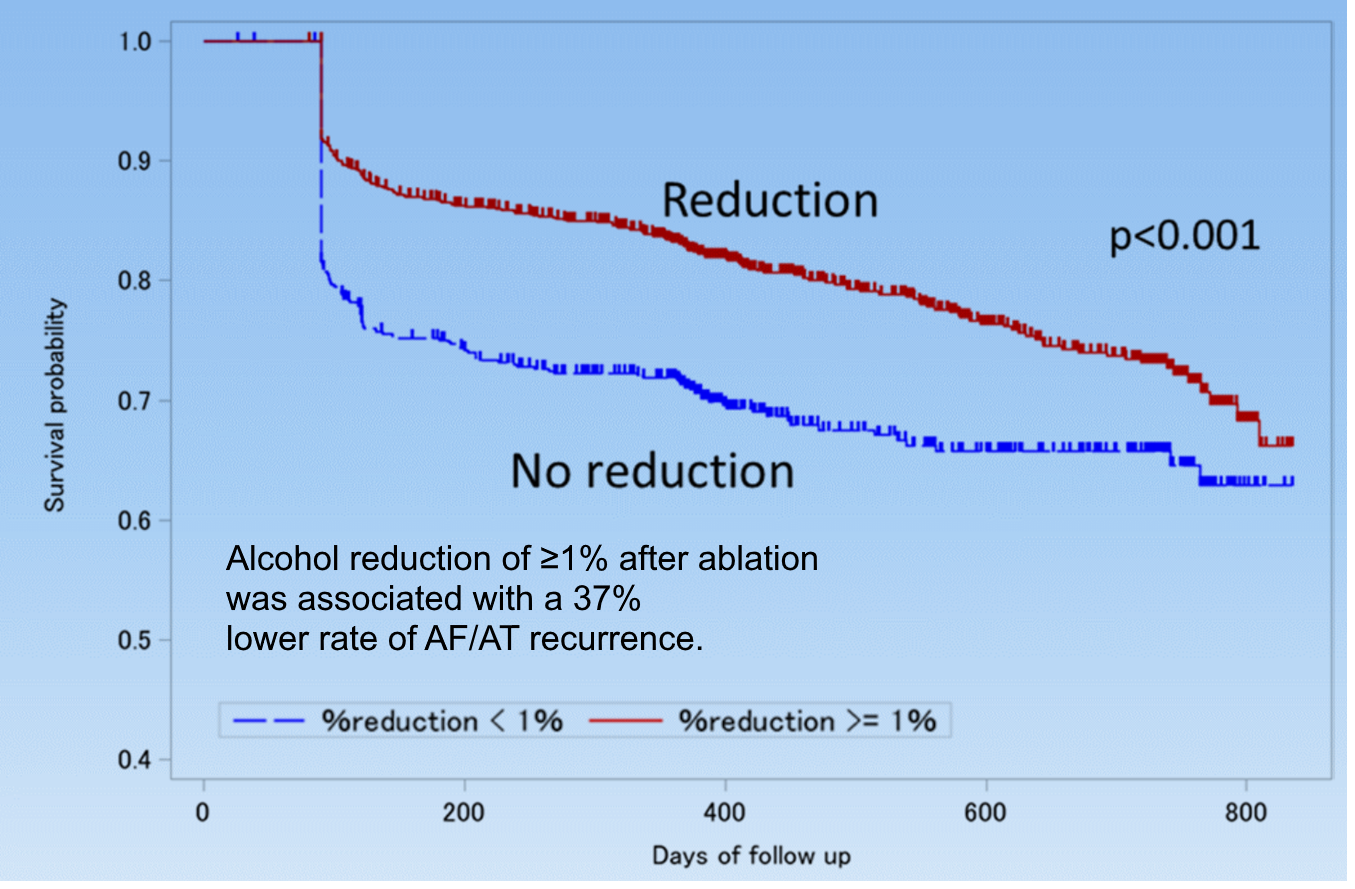 1.0
0.9
0.8
0.7
0.6
0.5
0.4
Survival probability
Reduction
p<0.001
No reduction
Alcohol reduction of ≥1% after ablation
was associated with a 37%
lower rate of AF/AT recurrence.
%reduction < 1% %reduction >= 1%
0 200 400 600 800
Days of follow up